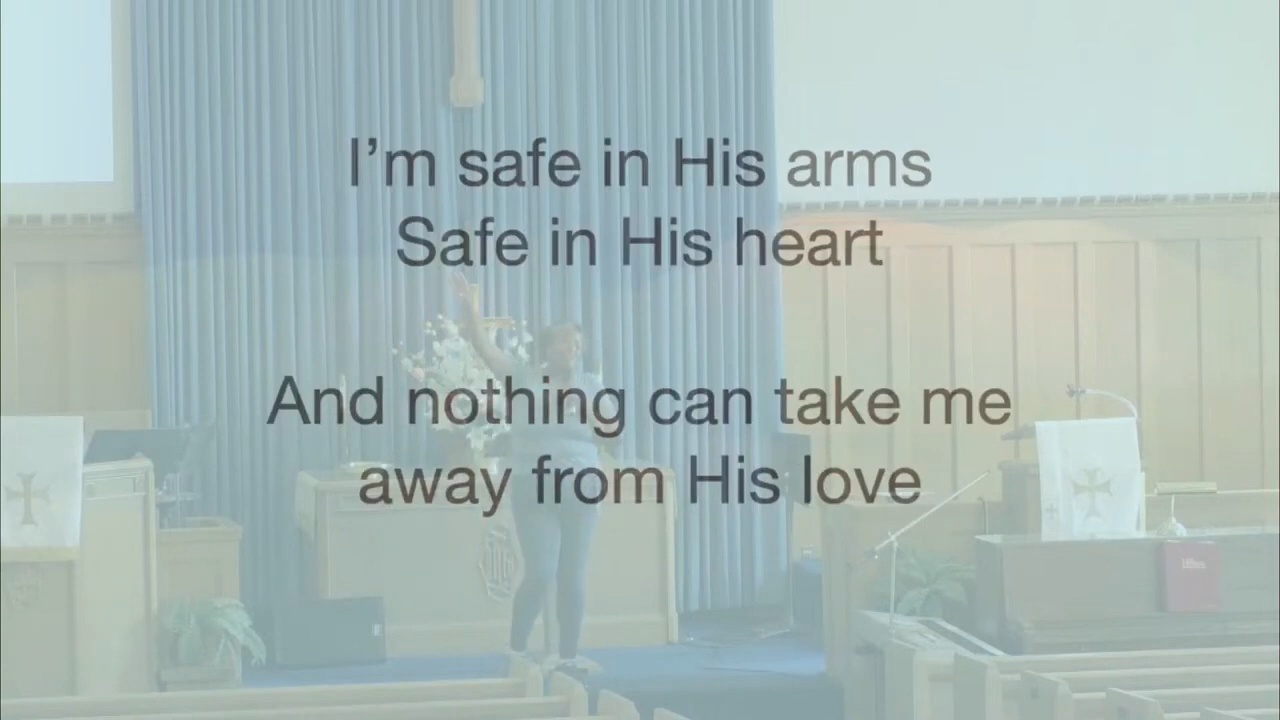 I’m safe in His arms
Safe in His heart
And nothing can take me
away from His love